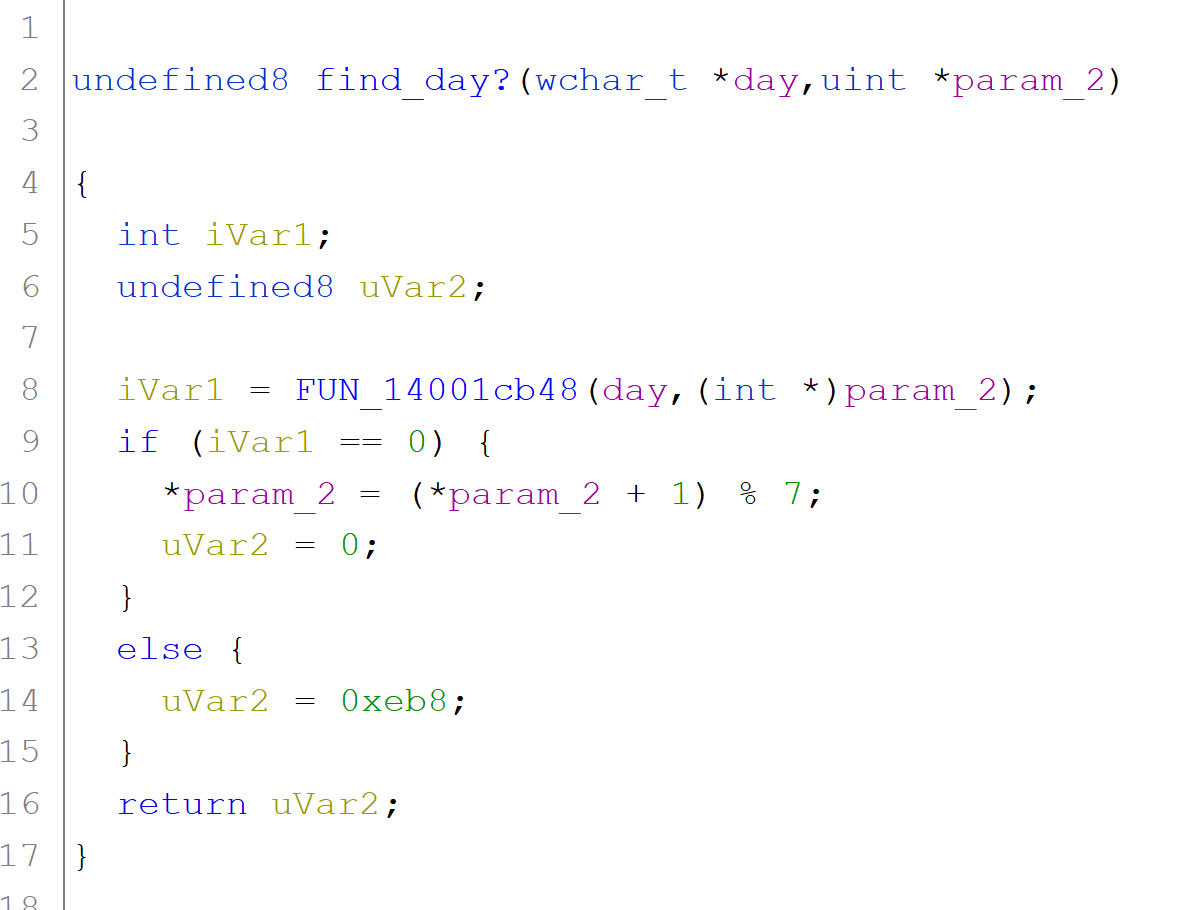 1
2 undefined8 find_day?(wchar_t *day,uint *param_2)
3
4 {
5   int iVar1;
6   undefined8 uVar2;
7
8   iVar1 = FUN_14001cb48(day,(int *)param_2);
9   if (iVar1 == 0) {
10     *param_2 = (*param_2 + 1) % 7;
11     uVar2 = 0;
12   }
13   else {
14     uVar2 = 0xeb8;
15   }
16   return uVar2;
17 }
18